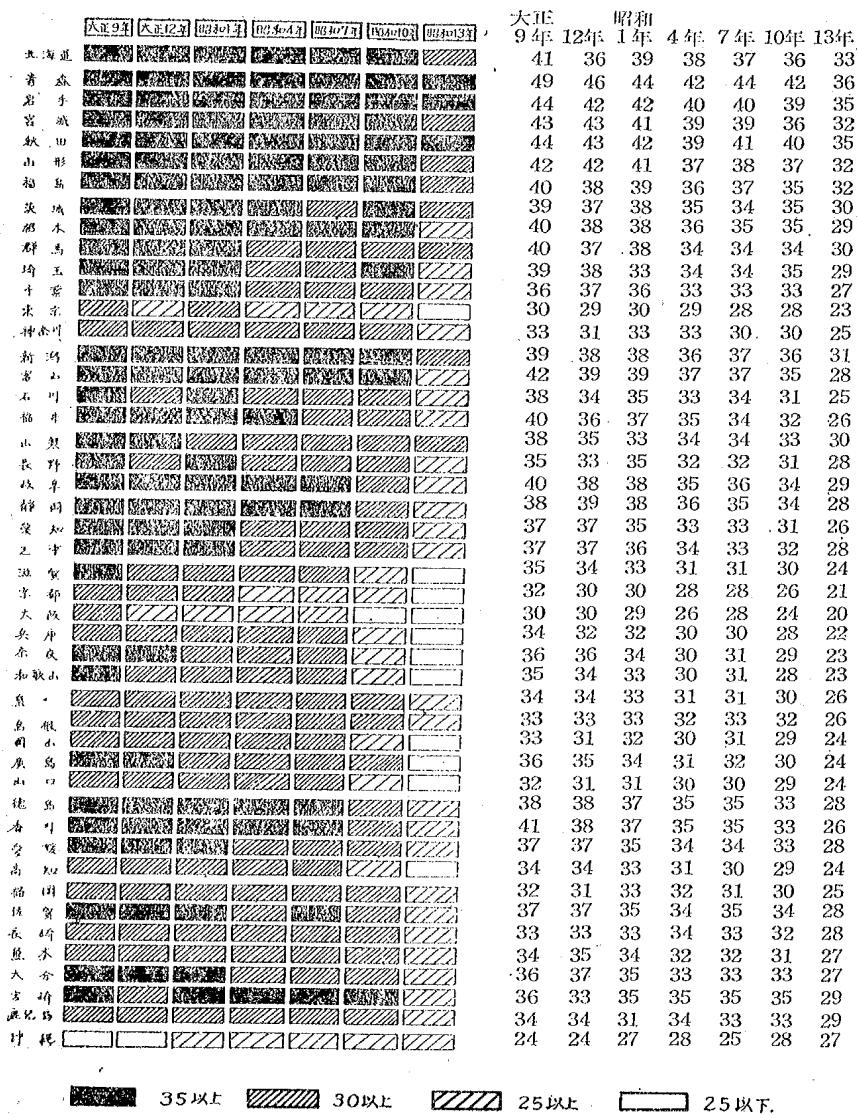 大正9年 大正12年 昭和1年 昭和4年 昭和7年 昭和10年 昭和13年 大正 昭和
9年 12年 1年 4年 7年 10年 13年
北海道 41 36 39 38 37 36 33
青森 49 46 44 42 44 42 36
岩手 44 42 42 40 40 39 35
宮城 43 43 41 39 39 36 32
秋田 44 43 42 39 41 40 35
山形 42 42 41 37 38 37 32
福島 40 38 39 36 37 35 32
茨城 39 37 38 35 34 35 30
栃木 40 38 38 36 35 35 29
群馬 40 37 38 34 34 34 30
埼玉 39 38 33 34 34 35 29
千葉 36 37 36 33 33 33 27
東京 30 29 30 29 28 28 23
神奈川 33 31 33 33 30 30 25
新潟 39 38 38 36 37 36 31
富山 42 39 39 37 37 35 28
石川 38 34 35 33 34 31 25
福井 40 36 37 35 34 32 26
山梨 38 35 33 34 34 33 30
長野 35 33 35 32 32 31 28
岐阜 40 38 38 35 36 34 29
静岡 38 39 38 36 35 34 28
愛知 37 37 35 33 33 31 26
37 37 36 34 33 32 28
滋賀 35 34 33 31 31 30 24
京都 32 30 30 28 28 26 21
大阪 30 30 29 26 28 24 20
兵庫 34 32 32 30 30 28 22
奈良 36 36 34 30 31 29 23
和歌山 35 34 33 30 31 28 23
34 34 33 31 31 30 26
島根 33 33 33 32 33 32 26
岡山 33 31 32 30 31 29 24
広島 36 35 34 31 32 30 24
山口 32 31 31 30 30 29 24
徳島 38 38 37 35 35 33 28
香川 41 38 37 35 35 33 26
愛媛 37 37 35 34 34 33 28
高知 34 34 33 31 30 29 24
福岡 32 31 33 32 31 30 25
佐賀 37 37 35 34 35 34 28
長崎 33 33 33 34 33 32 28
熊本 34 35 34 32 32 31 27
大分 36 37 35 33 33 33 27
宮崎 36 33 35 35 35 35 29
鹿児島 34 34 31 34 33 33 29
沖縄 24 24 27 28 25 28 27
35以上 30以上 25以上 25以下.